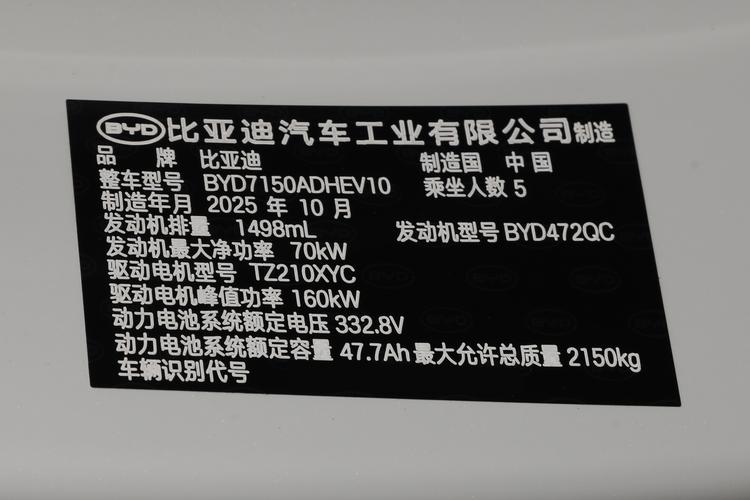 BYD 比亚迪汽车工业有限公司制造
品 牌 比亚迪 制造国 中国
整车型号 BYD7150ADHEV10 乘坐人数 5
制造年月 2025 年 10 月
发动机排量 1498mL 发动机型号 BYD472QC
发动机最大净功率 70kW
驱动电机型号 TZ210XYC
驱动电机峰值功率 160kW
动力电池系统额定电压 332.8V
动力电池系统额定容量 47.7Ah 最大允许总质量 2150kg
车辆识别代号